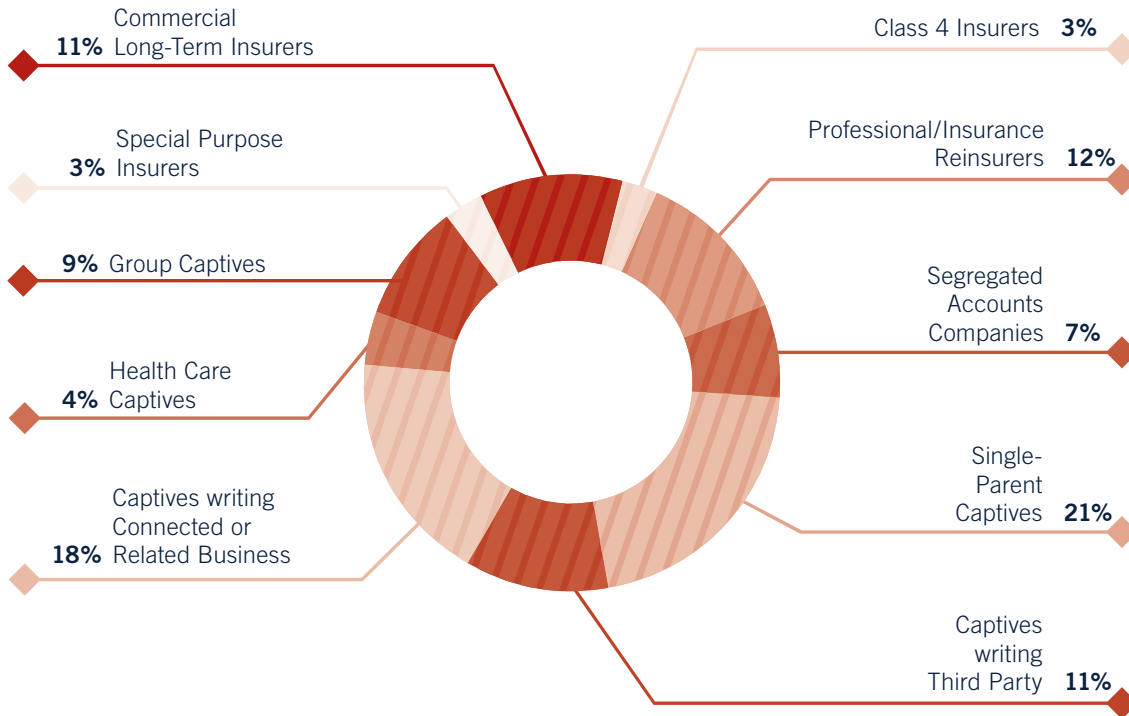 Commercial
11% Long-Term Insurers
Special Purpose
3% Insurers
9% Group Captives
Health Care
4% Captives
Captives writing
Connected or
18% Related Business
Class 4 Insurers 3%
Professional/Insurance
Reinsurers 12%
Segregated
Accounts
Companies 7%
Single-
Parent
Captives 21%
Captives
writing
Third Party 11%